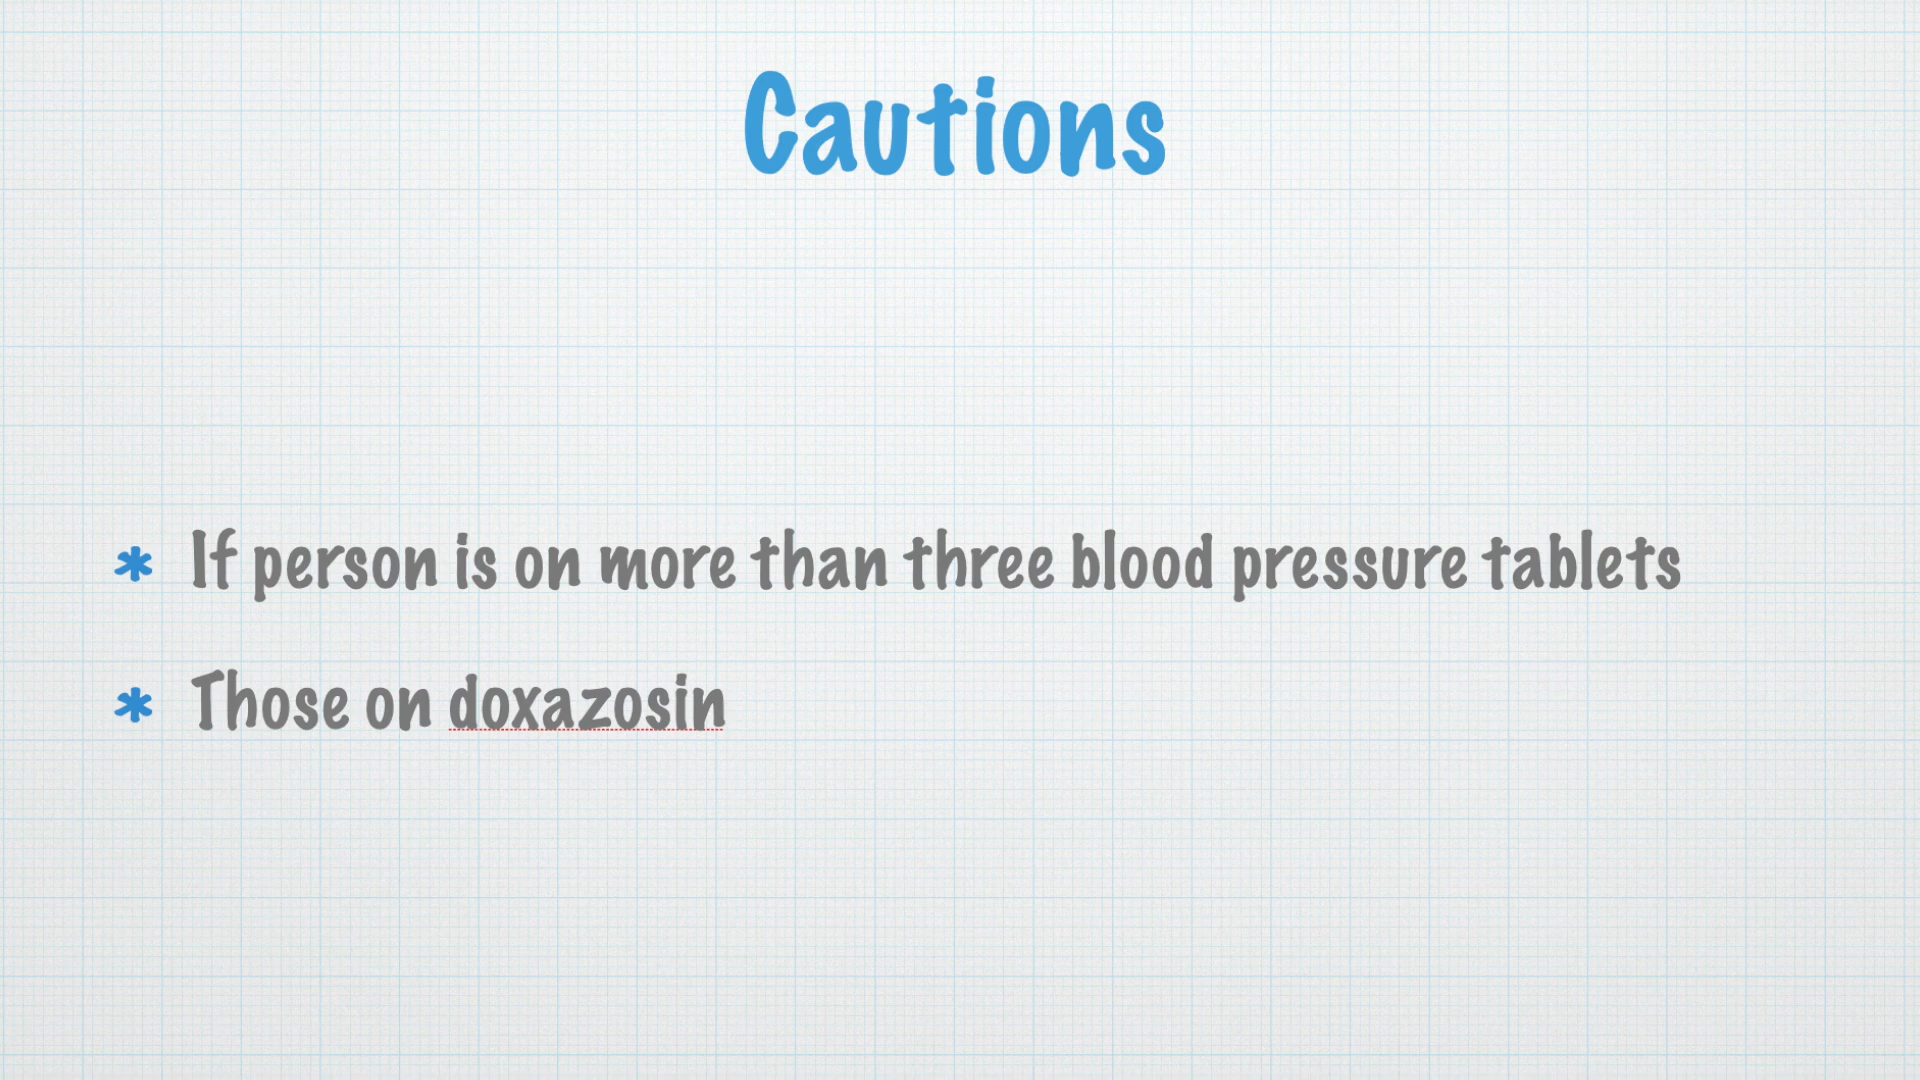 Cautions
* If person is on more than three blood pressure tablets
* Those on doxazosin